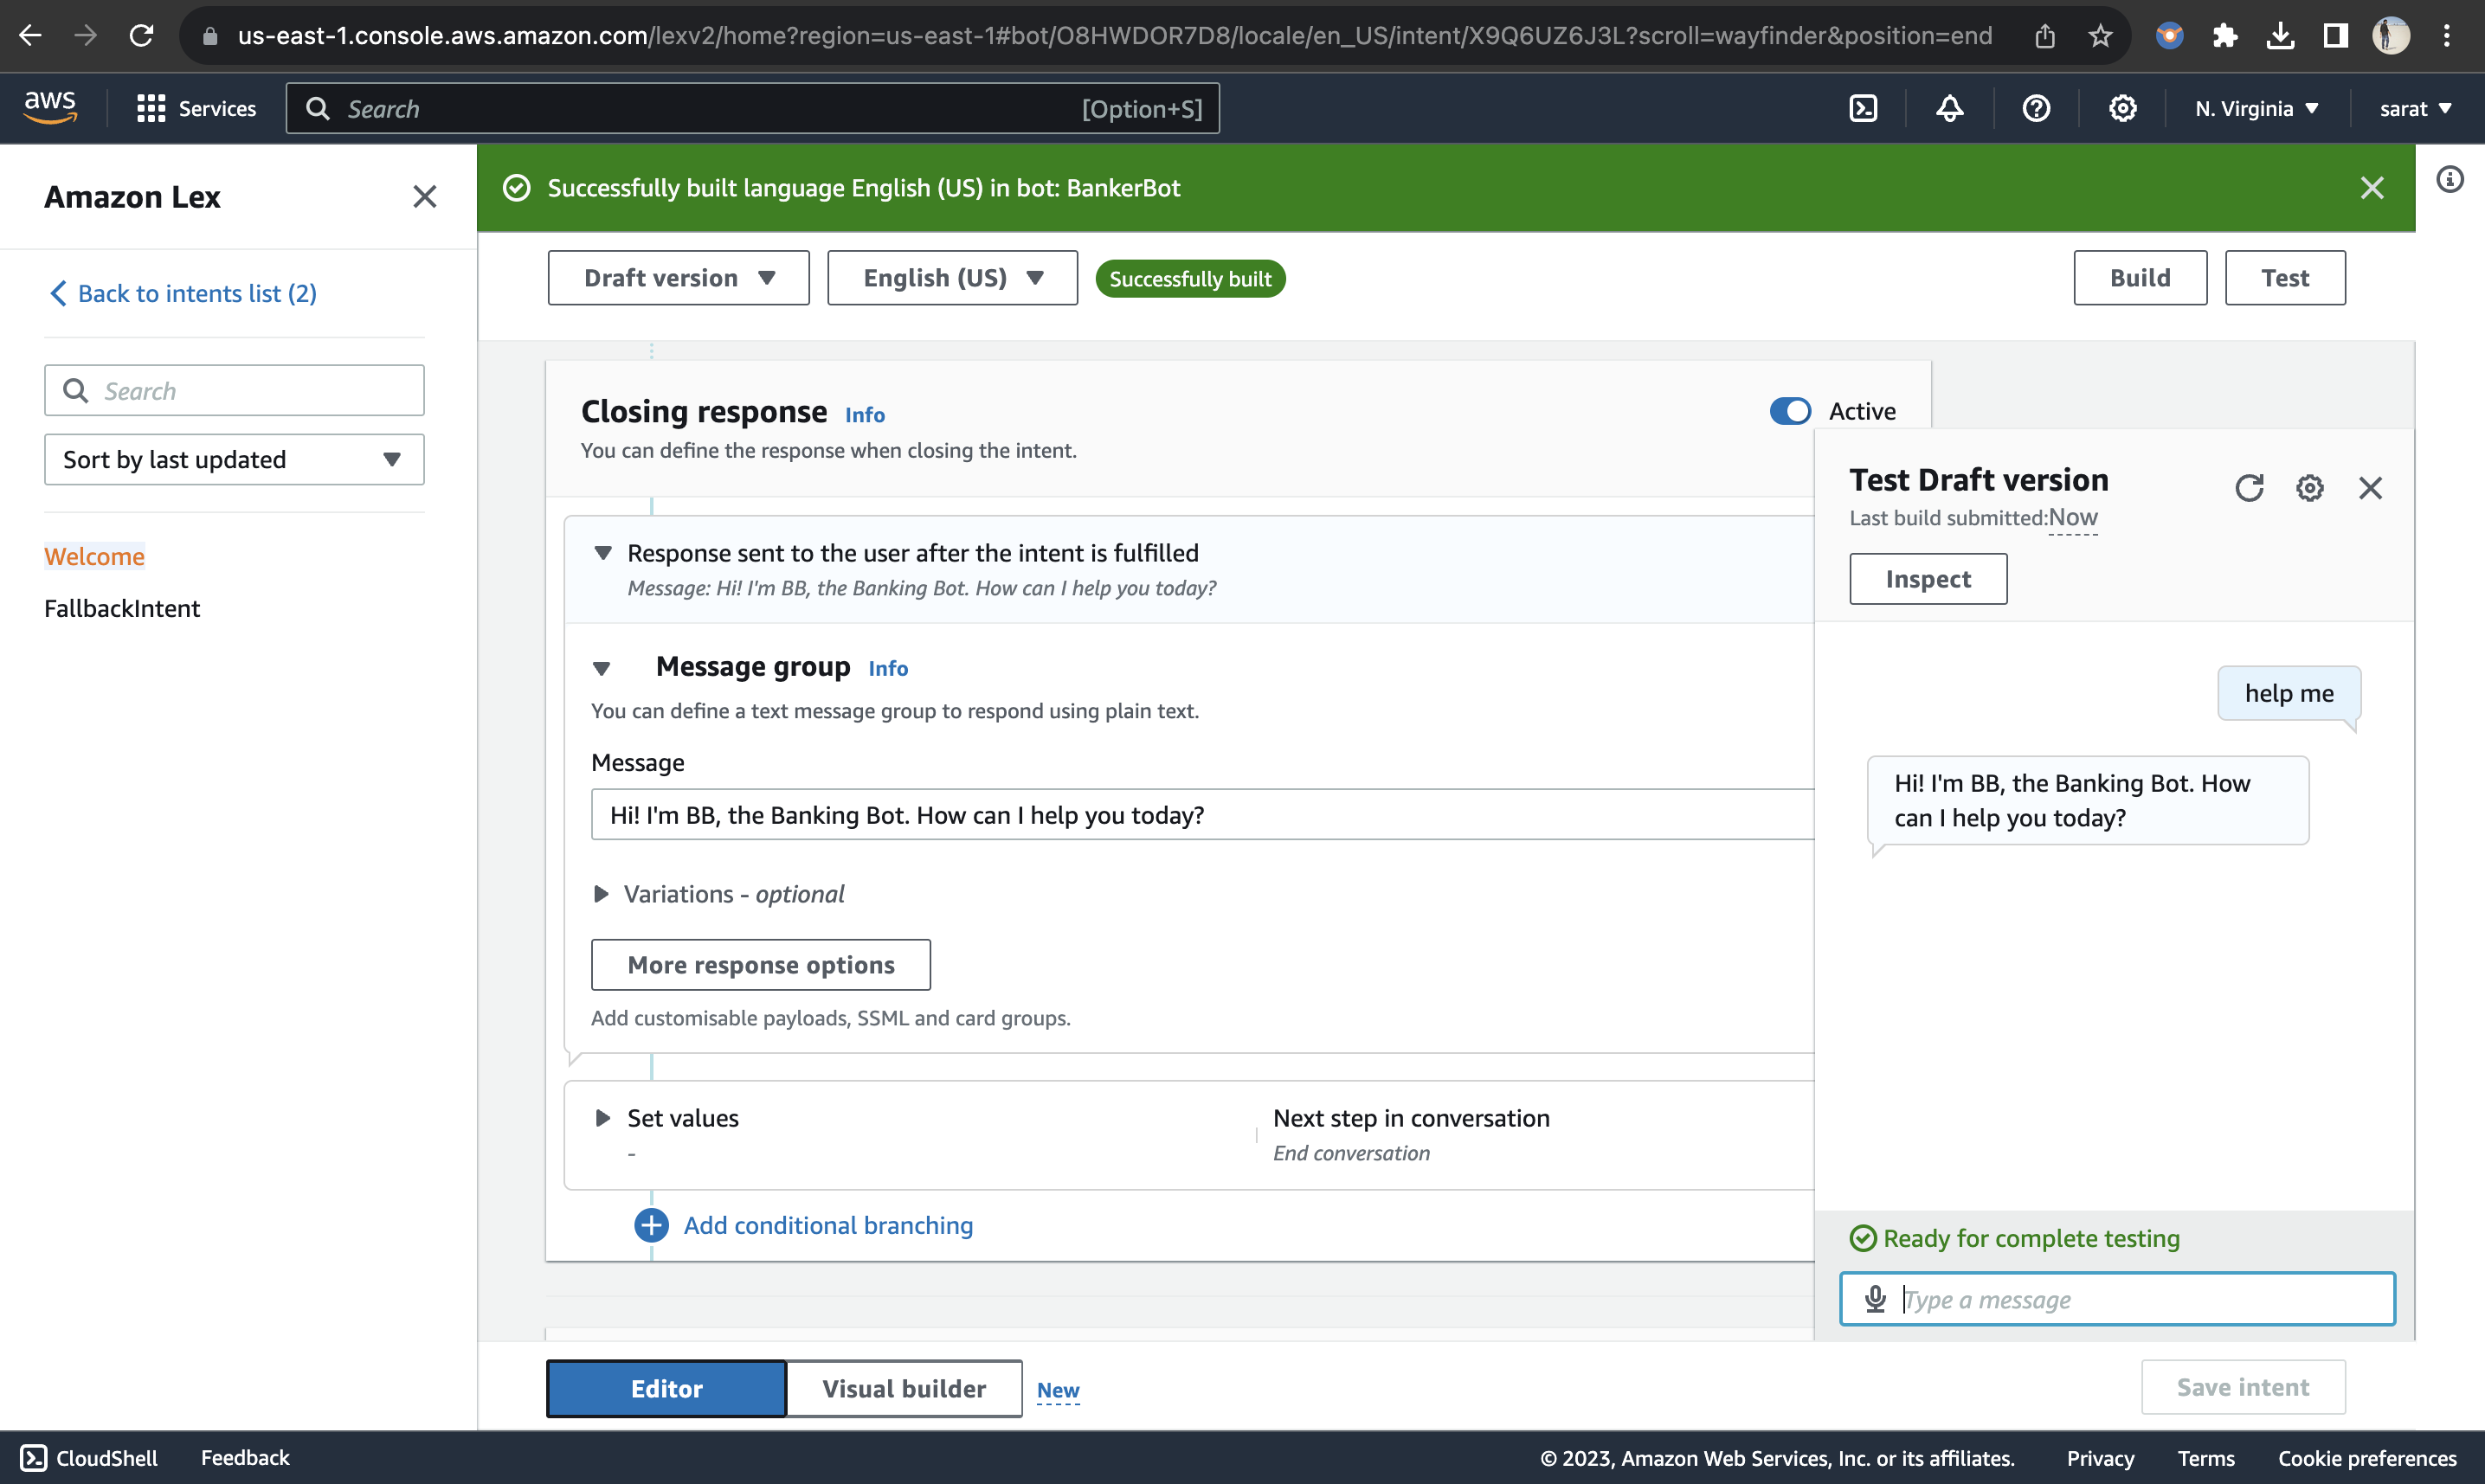 us-east-1.console.aws.amazon.com/lexv2/home?region=us-east-1#bot/O8HWDOR7D8/locale/en_US/intent/X9Q6UZ6J3L?scroll=wayfinder&position=end
aws
Services
Search
[Option+S]
N. Virginia
sarat
Amazon Lex
Successfully built language English (US) in bot: BankerBot
Back to intents list (2)
Search
Sort by last updated
Welcome
FallbackIntent
Draft version
English (US)
Successfully built
Build
Test
Closing response Info
Active
You can define the response when closing the intent.
Response sent to the user after the intent is fulfilled
Message: Hi! I'm BB, the Banking Bot. How can I help you today?
Message group Info
You can define a text message group to respond using plain text.
Message
Hi! I'm BB, the Banking Bot. How can I help you today?
Variations - optional
More response options
Add customisable payloads, SSML and card groups.
Set values
-
Next step in conversation
End conversation
Add conditional branching
Test Draft version
Last build submitted:Now
Inspect
help me
Hi! I'm BB, the Banking Bot. How
can I help you today?
Ready for complete testing
Type a message
Editor
Visual builder
New
Save intent
CloudShell
Feedback
© 2023, Amazon Web Services, Inc. or its affiliates.
Privacy
Terms
Cookie preferences